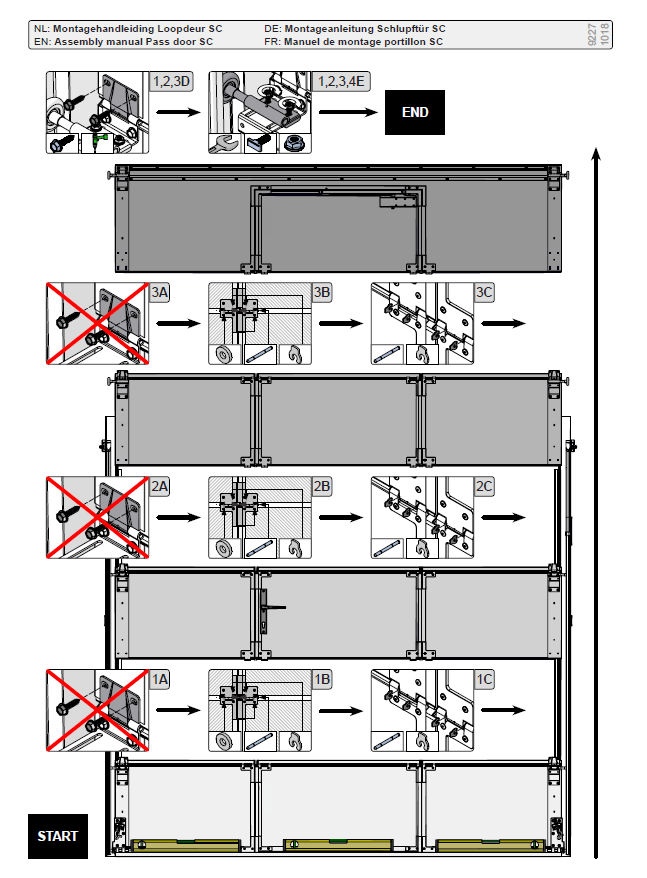 NL: Montagehandleiding Loopdeur SC
DE: Montageanleitung Schlupftür SC
EN: Assembly manual Pass door SC
FR: Manuel de montage portillon SC
9227
1018
1,2,3D
1,2,3,4E
END
3A
3B
3C
2A
2B
2C
1A
1B
1C
START